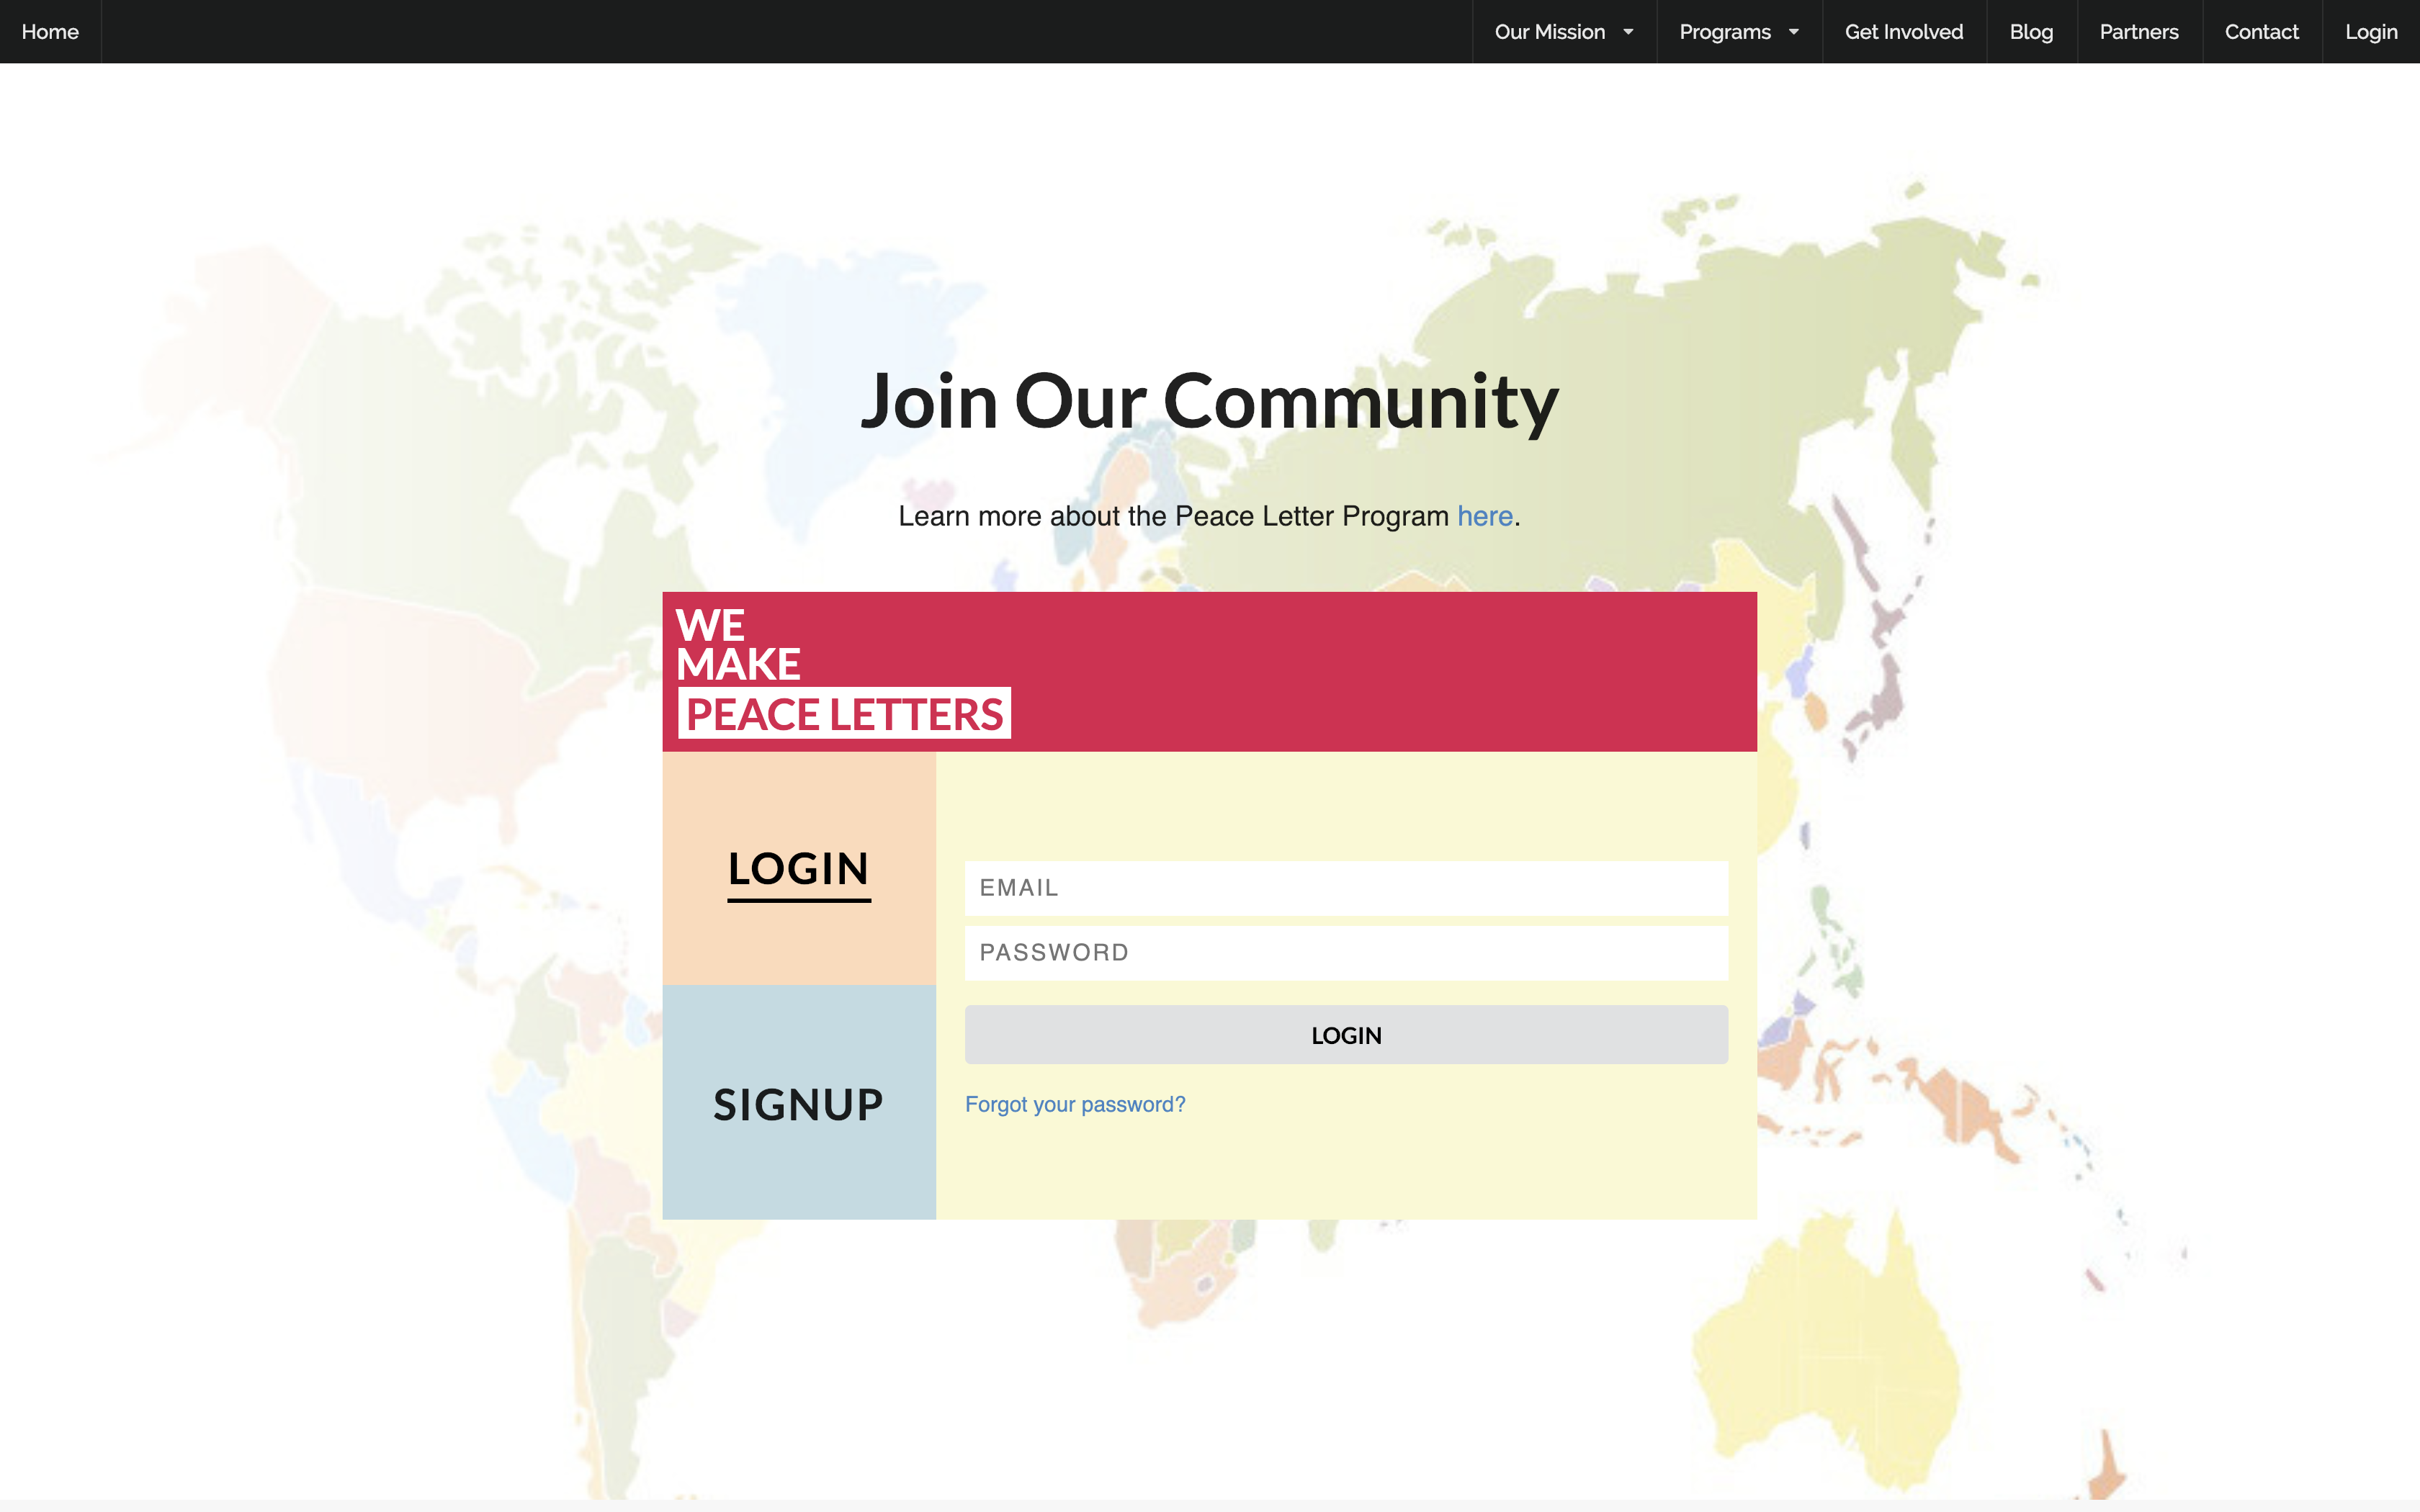 Home
Our Mission
Programs
Get Involved
Blog
Partners
Contact
Login
Join Our Community
Learn more about the Peace Letter Program here.
WE
MAKE
PEACE LETTERS
LOGIN
SIGNUP
EMAIL
PASSWORD
LOGIN
Forgot your password?